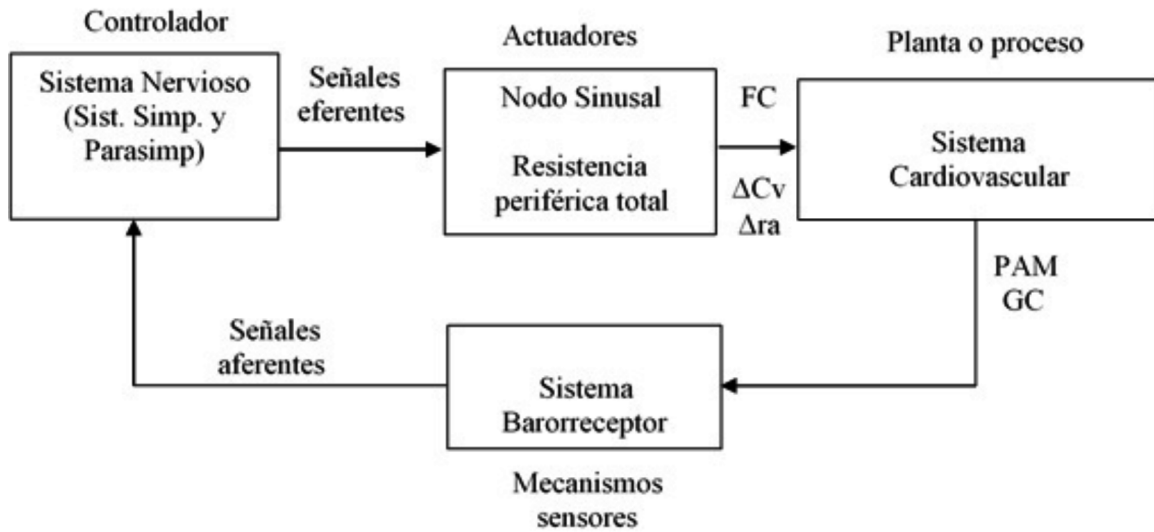 Controlador
Sistema Nervioso
(Sist. Simp. y
Parasimp)
Señales
eferentes
Actuadores
Nodo Sinusal
Resistencia
periférica total
FC
ΔCv
Δra
Planta o proceso
Sistema
Cardiovascular
PAM
GC
Sistema
Barorreceptor
Mecanismos
sensores
Señales
aferentes